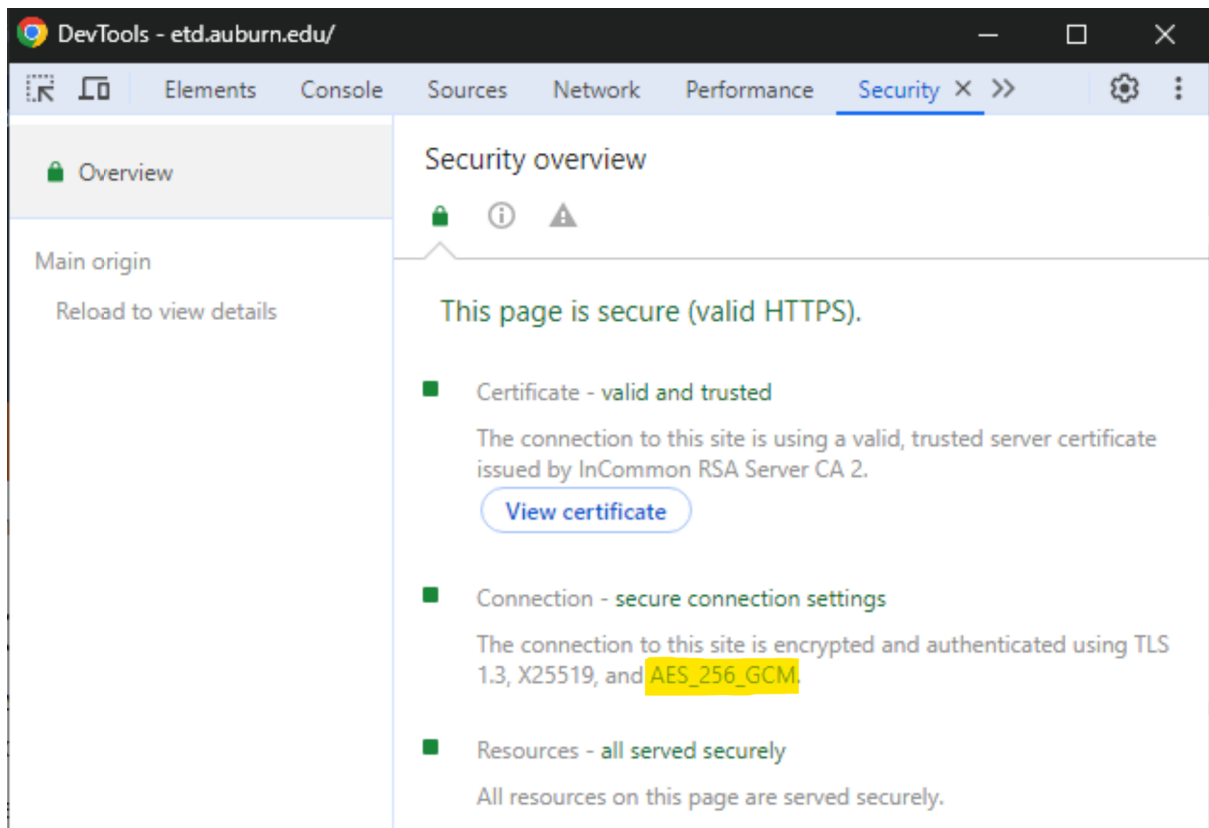 DevTools - etd.auburn.edu/
Elements Console Sources Network Performance Security
Overview
Main origin
Reload to view details
Security overview
This page is secure (valid HTTPS).
Certificate - valid and trusted
The connection to this site is using a valid, trusted server certificate
issued by InCommon RSA Server CA 2.
View certificate
Connection - secure connection settings
The connection to this site is encrypted and authenticated using TLS
1.3, X25519, and AES_256_GCM.
Resources - all served securely
All resources on this page are served securely.